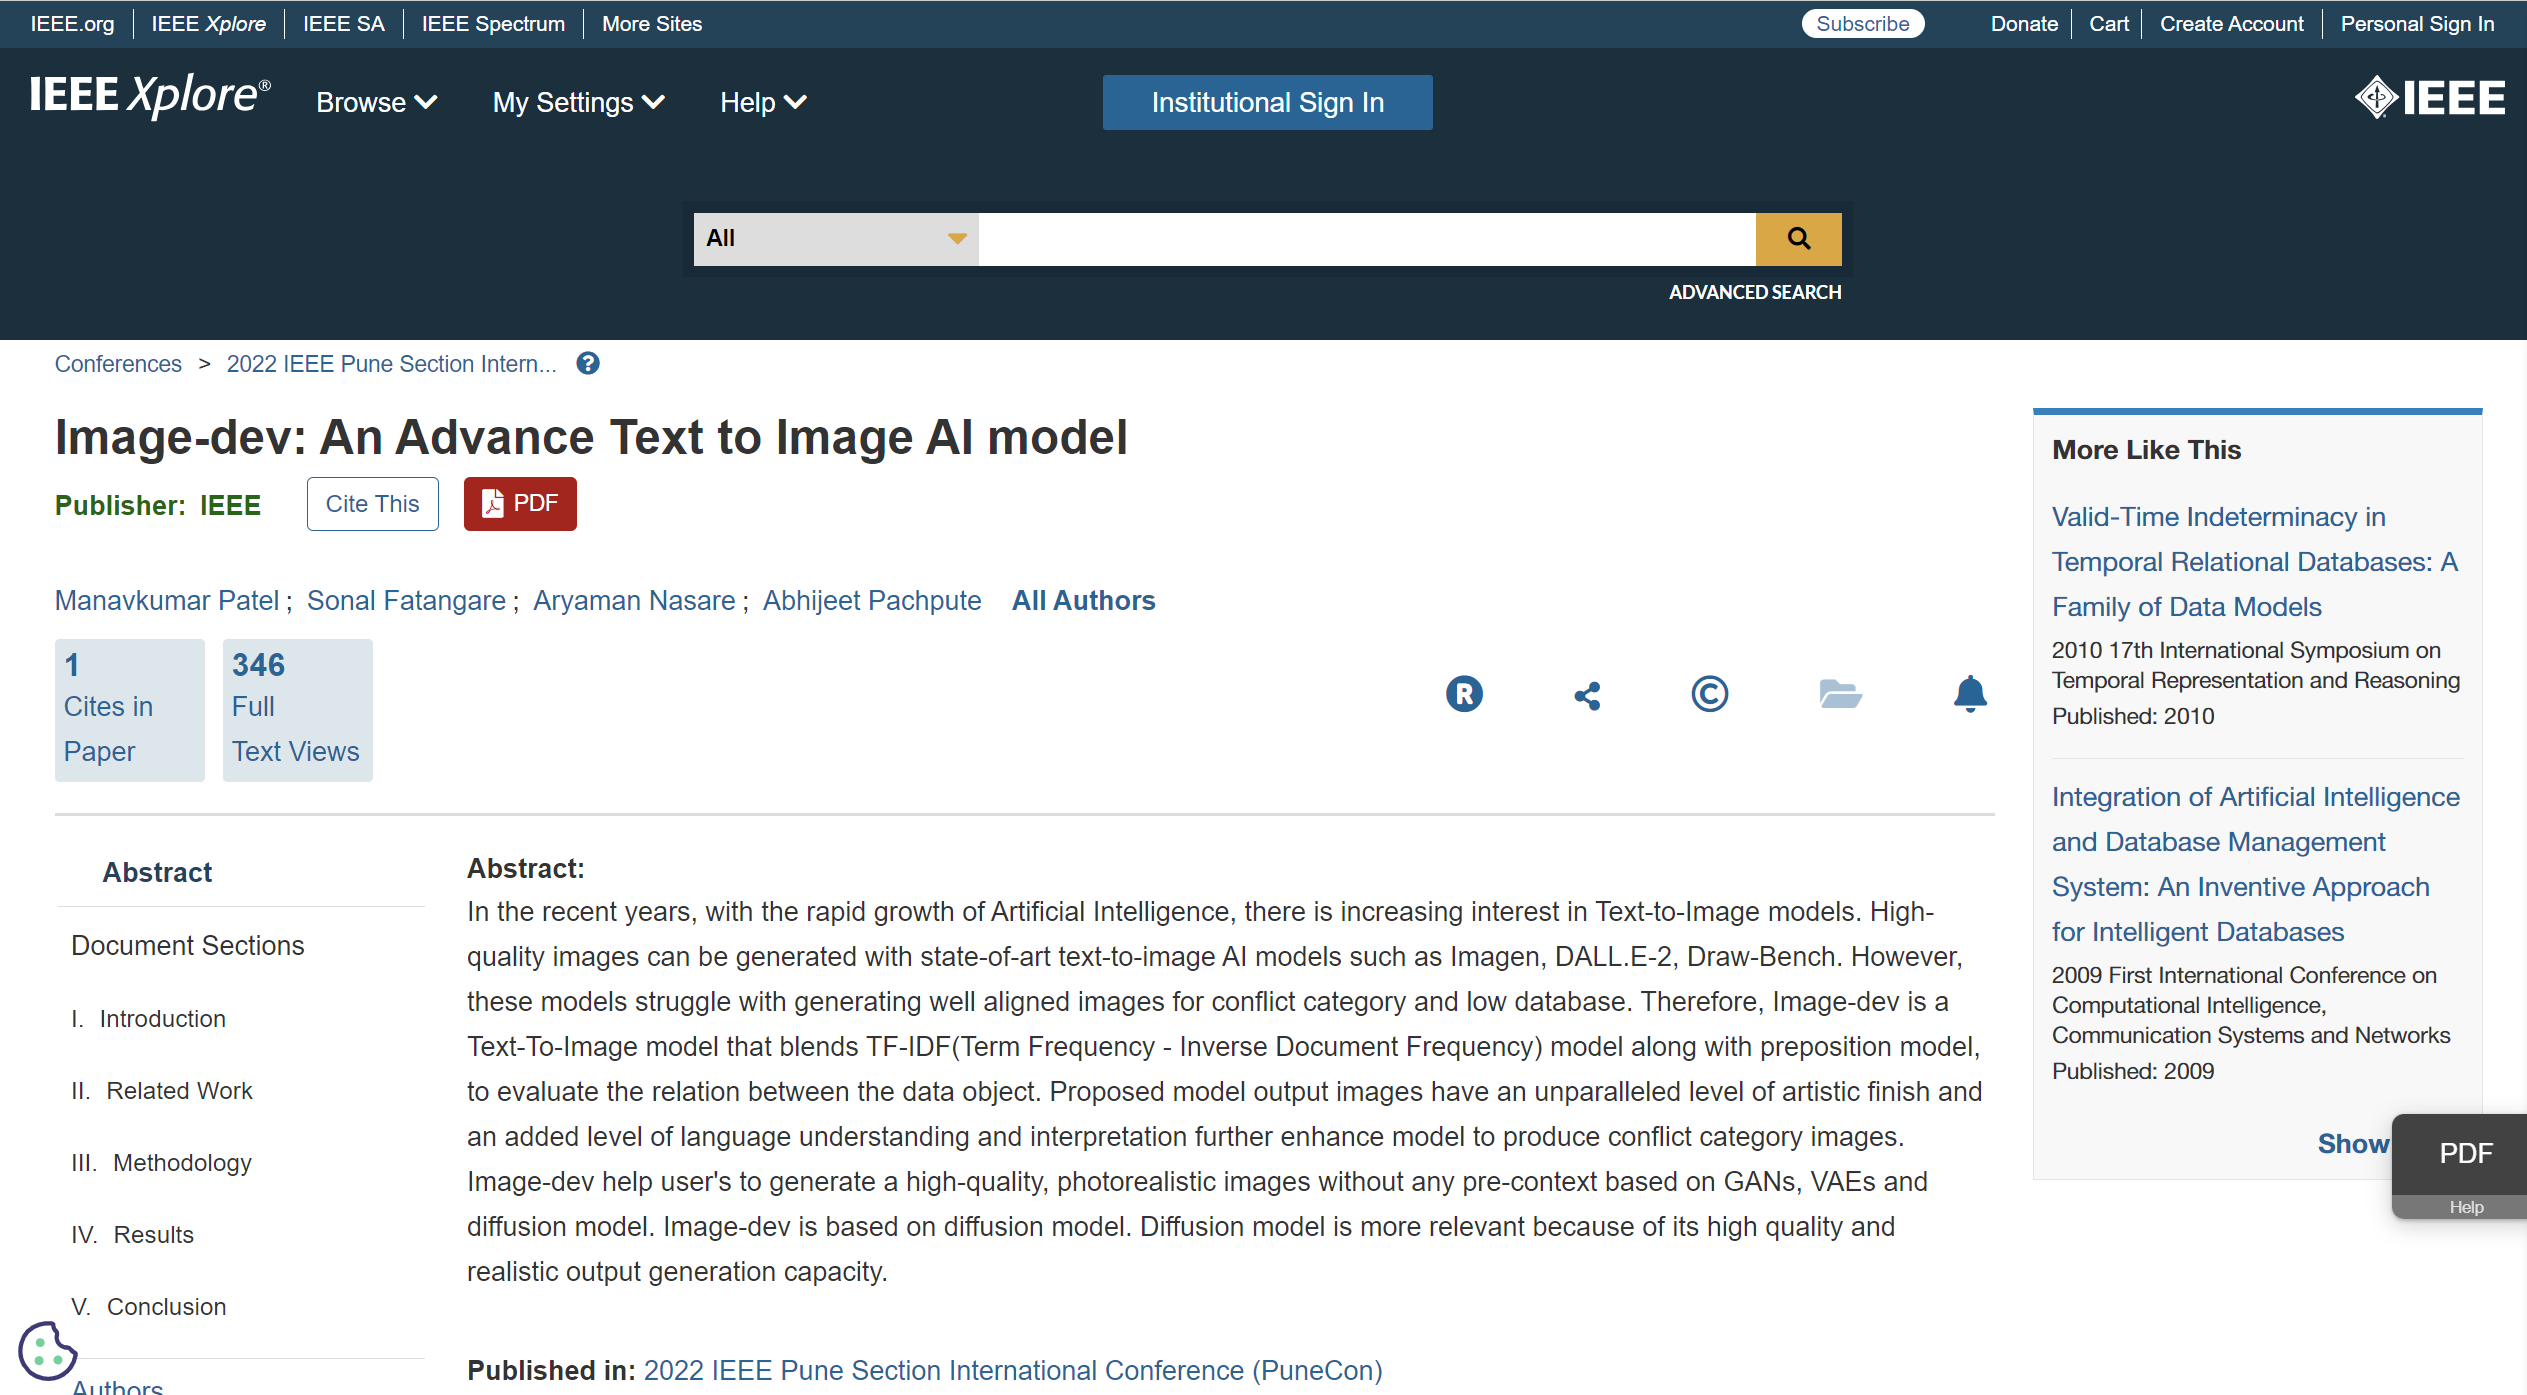 IEEE.org IEEE Xplore IEEE SA IEEE Spectrum More Sites Subscribe Donate Cart Create Account Personal Sign In
IEEE Xplore® Browse My Settings Help Institutional Sign In IEEE
All
ADVANCED SEARCH
Conferences > 2022 IEEE Pune Section Intern... ?
Image-dev: An Advance Text to Image AI model
Publisher: IEEE Cite This PDF
Manavkumar Patel ; Sonal Fatangare ; Aryaman Nasare ; Abhijeet Pachpute All Authors
1
Cites in
Paper
346
Full
Text Views
R ©
Abstract
Document Sections
I. Introduction
II. Related Work
III. Methodology
IV. Results
V. Conclusion
Authors
Abstract:
In the recent years, with the rapid growth of Artificial Intelligence, there is increasing interest in Text-to-Image models. High-
quality images can be generated with state-of-art text-to-image AI models such as Imagen, DALL.E-2, Draw-Bench. However,
these models struggle with generating well aligned images for conflict category and low database. Therefore, Image-dev is a
Text-To-Image model that blends TF-IDF(Term Frequency - Inverse Document Frequency) model along with preposition model,
to evaluate the relation between the data object. Proposed model output images have an unparalleled level of artistic finish and
an added level of language understanding and interpretation further enhance model to produce conflict category images.
Image-dev help user's to generate a high-quality, photorealistic images without any pre-context based on GANs, VAEs and
diffusion model. Image-dev is based on diffusion model. Diffusion model is more relevant because of its high quality and
realistic output generation capacity.
Published in: 2022 IEEE Pune Section International Conference (PuneCon)
More Like This
Valid-Time Indeterminacy in
Temporal Relational Databases: A
Family of Data Models
2010 17th International Symposium on
Temporal Representation and Reasoning
Published: 2010
Integration of Artificial Intelligence
and Database Management
System: An Inventive Approach
for Intelligent Databases
2009 First International Conference on
Computational Intelligence,
Communication Systems and Networks
Published: 2009
Show
PDF
Help